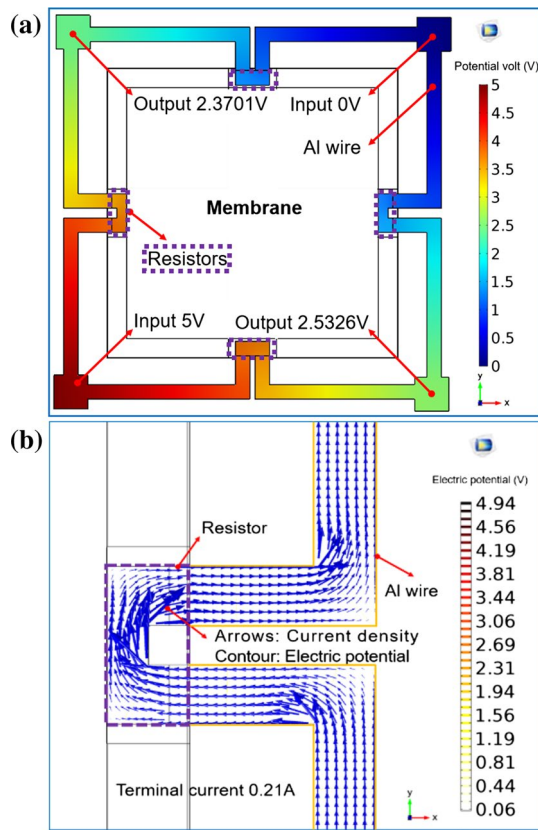 (a)
Output 2.3701V
Input 0V
Al wire
Membrane
Resistors
Input 5V
Output 2.5326V
Potential volt (V)
5
4.5
4
3.5
3
2.5
2
1.5
1
0.5
0
y
x
(b)
Resistor
Al wire
Arrows: Current density
Contour: Electric potential
Terminal current 0.21A
Electric potential (V)
4.94
4.56
4.19
3.81
3.44
3.06
2.69
2.31
1.94
1.56
1.19
0.81
0.44
0.06
y
x